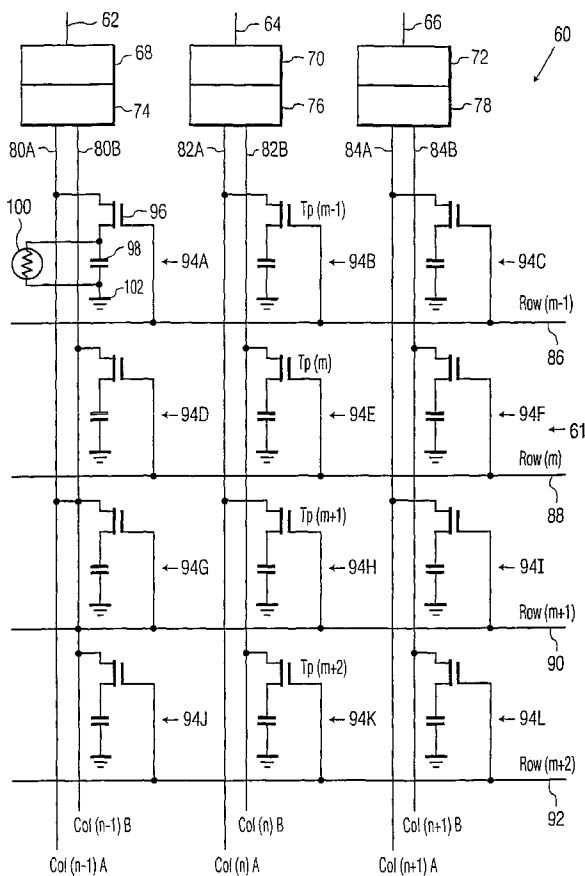 62
64
66
60
68
70
72
74
76
78
80A
80B
82A
82B
84A
84B
100
96
Tp (m-1)
98
94A
94B
94C
102
Row (m-1)
86
Tp (m)
94D
94E
94F
61
Row (m)
88
Tp (m+1)
94G
94H
94I
Row (m+1)
90
Tp (m+2)
94J
94K
94L
Row (m+2)
92
Col (n-1) B
Col (n) B
Col (n+1) B
Col (n-1) A
Col (n) A
Col (n+1) A